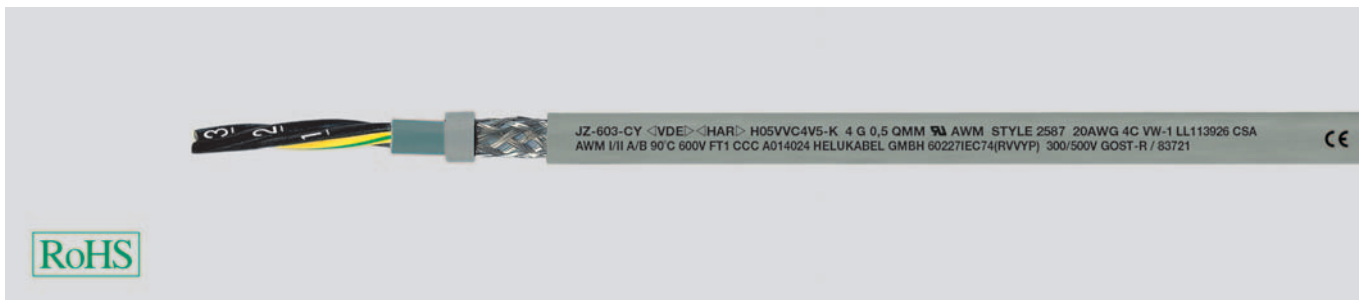 3 2 1
JZ-603-CY ◁VDE▷ ◁HAR▷ H05VVC4V5-K 4 G 0,5 QMM RU AWM STYLE 2587 20AWG 4C VW-1 LL113926 CSA
AWM I/II A/B 90°C 600V FT1 CCC A014024 HELUKABEL GMBH 60227IEC74(RVVYP) 300/500V GOST-R / 83721
CE
RoHS